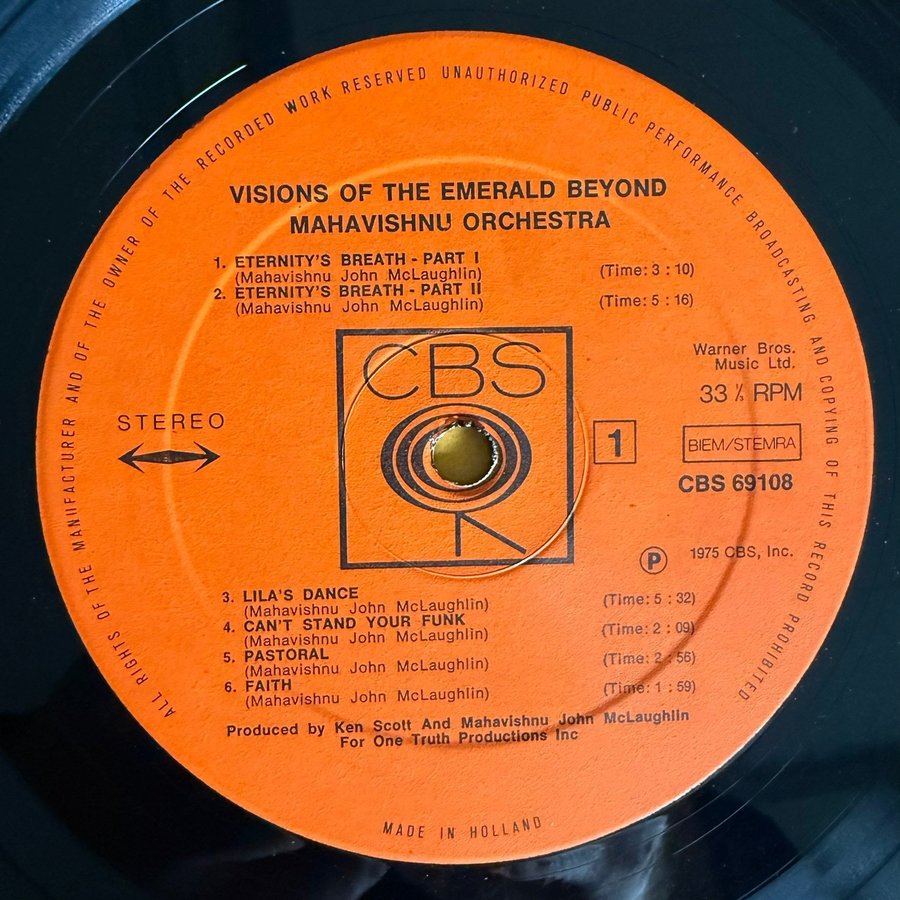 ALL RIGHTS OF THE MANUFACTURER AND OF THE OWNER OF THE RECORDED WORK RESERVED UNAUTHORIZED PUBLIC PERFORMANCE BROADCASTING AND COPYING OF THIS RECORD PROHIBITED
VISIONS OF THE EMERALD BEYOND
MAHAVISHNU ORCHESTRA
1. ETERNITY'S BREATH - PART I
(Mahavishnu John McLaughlin) (Time: 3 : 10)
2. ETERNITY'S BREATH - PART II
(Mahavishnu John McLaughlin) (Time: 5 : 16)
CBS
STEREO
1
Warner Bros.
Music Ltd.
33 ⅓ RPM
BIEM/STEMRA
CBS 69108
P 1975 CBS, Inc.
3. LILA'S DANCE
(Mahavishnu John McLaughlin) (Time: 5 : 32)
4. CAN'T STAND YOUR FUNK
(Mahavishnu John McLaughlin) (Time: 2 : 09)
5. PASTORAL
(Mahavishnu John McLaughlin) (Time: 2 : 56)
6. FAITH
(Mahavishnu John McLaughlin) (Time: 1 : 59)
Produced by Ken Scott And Mahavishnu John McLaughlin
For One Truth Productions Inc
MADE IN HOLLAND